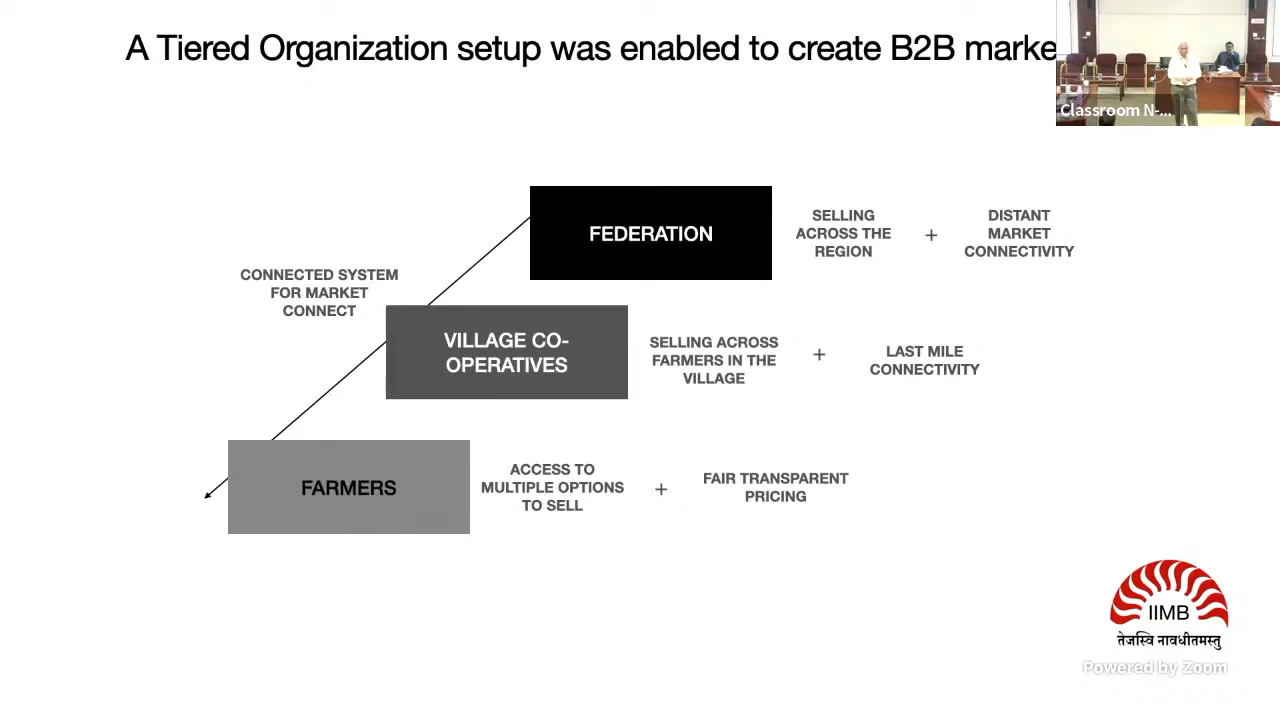 A Tiered Organization setup was enabled to create B2B marke
Classroom N-...
FEDERATION
SELLING
ACROSS THE
REGION
+
DISTANT
MARKET
CONNECTIVITY
CONNECTED SYSTEM
FOR MARKET
CONNECT
VILLAGE CO-
OPERATIVES
SELLING ACROSS
FARMERS IN THE
VILLAGE
+
LAST MILE
CONNECTIVITY
FARMERS
ACCESS TO
MULTIPLE OPTIONS
TO SELL
+
FAIR TRANSPARENT
PRICING
IIMB
तेजस्वि नावधीतमस्तु
Powered by Zoom